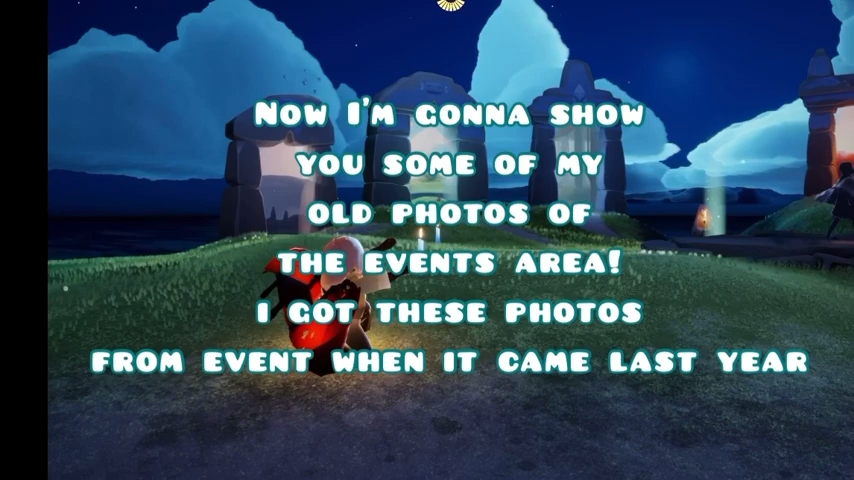 Now I'm gonna show
you some of my
old photos of
the events area!
i got these photos
from event when it came last year